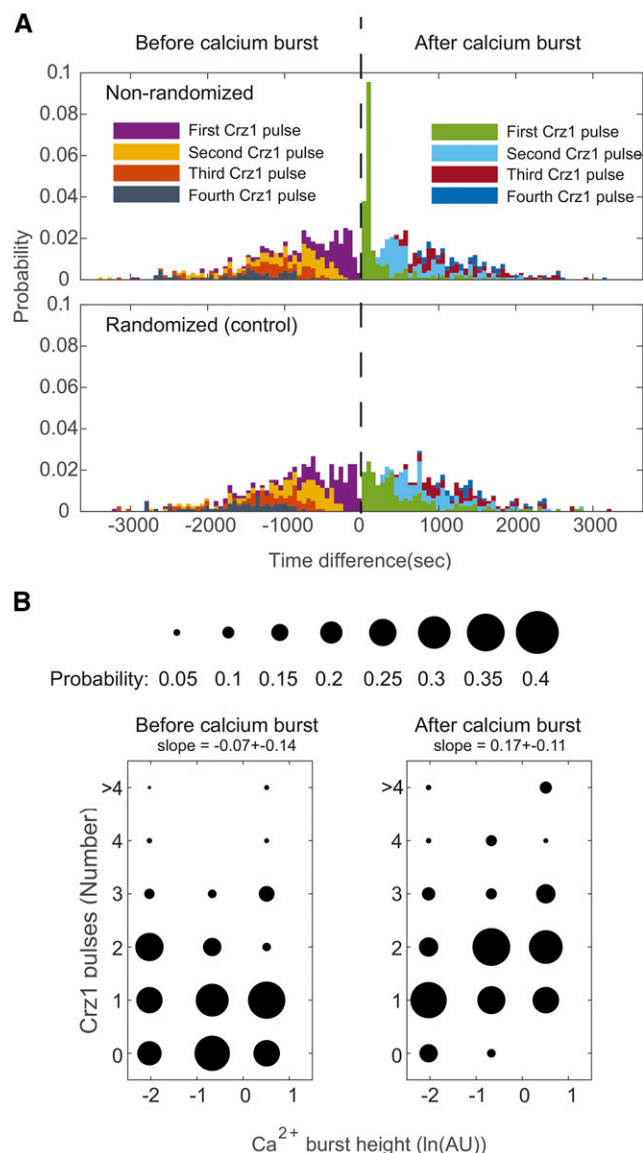 A
Before calcium burst
After calcium burst
Non-randomized
First Crz1 pulse
Second Crz1 pulse
Third Crz1 pulse
Fourth Crz1 pulse
First Crz1 pulse
Second Crz1 pulse
Third Crz1 pulse
Fourth Crz1 pulse
0.1
0.08
0.06
0.04
0.02
0
Probability
Randomized (control)
0.1
0.08
0.06
0.04
0.02
0
-3000 -2000 -1000 0 1000 2000 3000
Time difference(sec)
B
Probability: 0.05 0.1 0.15 0.2 0.25 0.3 0.35 0.4
Before calcium burst
slope = -0.07+-0.14
After calcium burst
slope = 0.17+-0.11
Crz1 pulses (Number)
>4
4
3
2
1
0
-2 -1 0 1
>4
4
3
2
1
0
-2 -1 0 1
Ca²⁺ burst height (ln(AU))